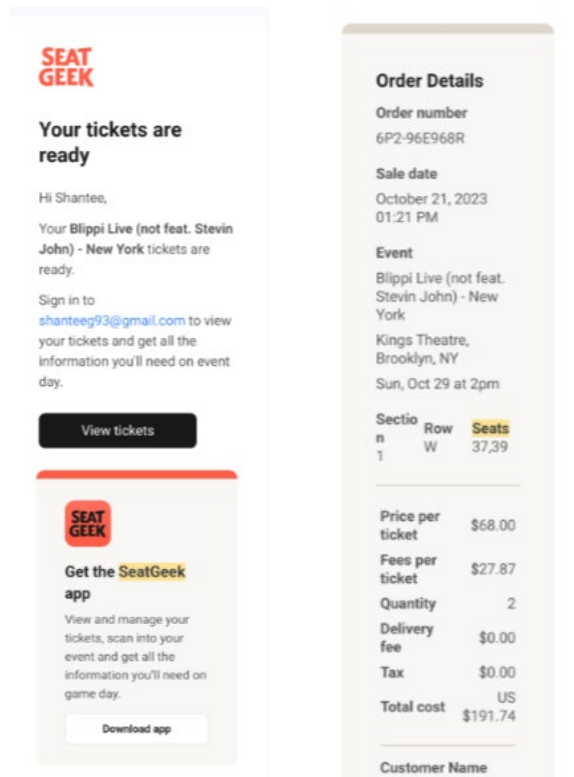 SEAT
GEEK
Your tickets are
ready
Hi Shantee,
Your Blippi Live (not feat. Stevin
John) - New York tickets are
ready.
Sign in to
shanteeg93@gmail.com to view
your tickets and get all the
information you'll need on event
day.
View tickets
SEAT
GEEK
Get the SeatGeek
app
View and manage your
tickets, scan into your
event and get all the
information you'll need on
game day.
Download app
Order Details
Order number
6P2-96E968R
Sale date
October 21, 2023
01:21 PM
Event
Blippi Live (not feat.
Stevin John) - New
York
Kings Theatre,
Brooklyn, NY
Sun, Oct 29 at 2pm
Sectio
n
1
Row
W
Seats
37,39
Price per
ticket
$68.00
Fees per
ticket
$27.87
Quantity
2
Delivery
fee
$0.00
Tax
$0.00
Total cost
US
$191.74
Customer Name